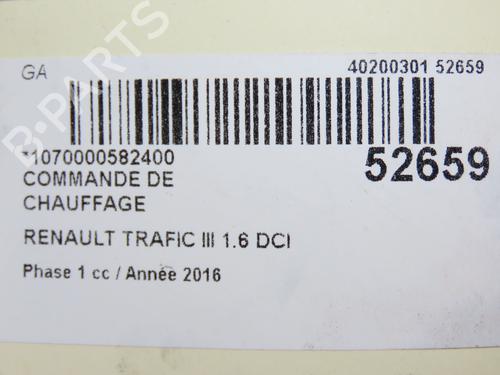 GA
40200301 52659
1070000582400
52659
COMMANDE DE
CHAUFFAGE
RENAULT TRAFIC III 1.6 DCI
Phase 1 cc / Année 2016
B-PARTS